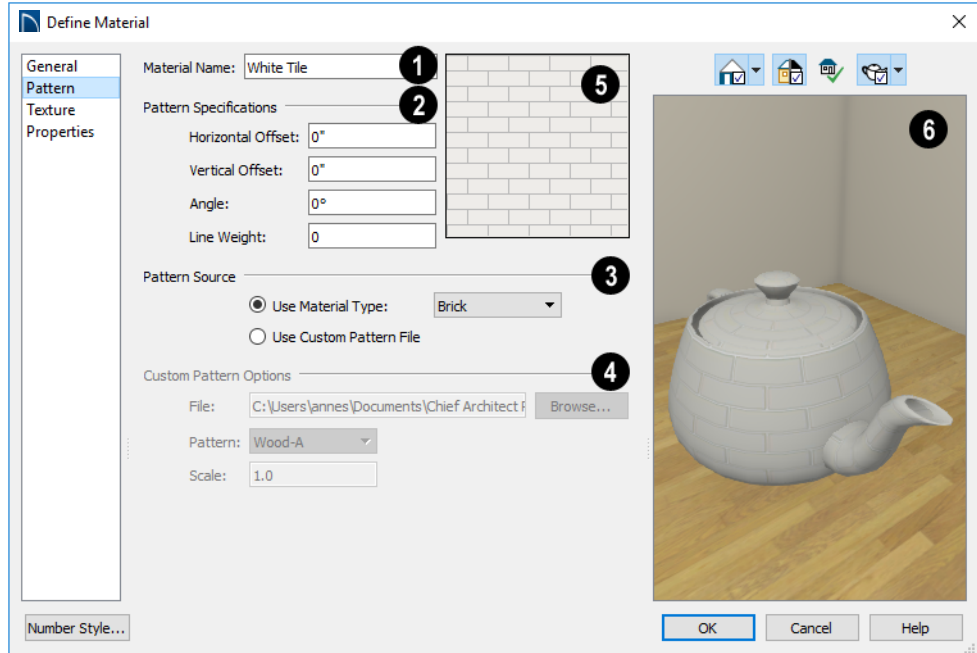 Define Material
General
Pattern
Texture
Properties
Material Name: White Tile
1
Pattern Specifications
2
Horizontal Offset: 0"
Vertical Offset: 0"
Angle: 0°
Line Weight: 0
5
6
Pattern Source
3
Use Material Type: Brick
Use Custom Pattern File
Custom Pattern Options
4
File: C:\Users\annes\Documents\Chief Architect F Browse...
Pattern: Wood-A
Scale: 1.0
Number Style...
OK Cancel Help